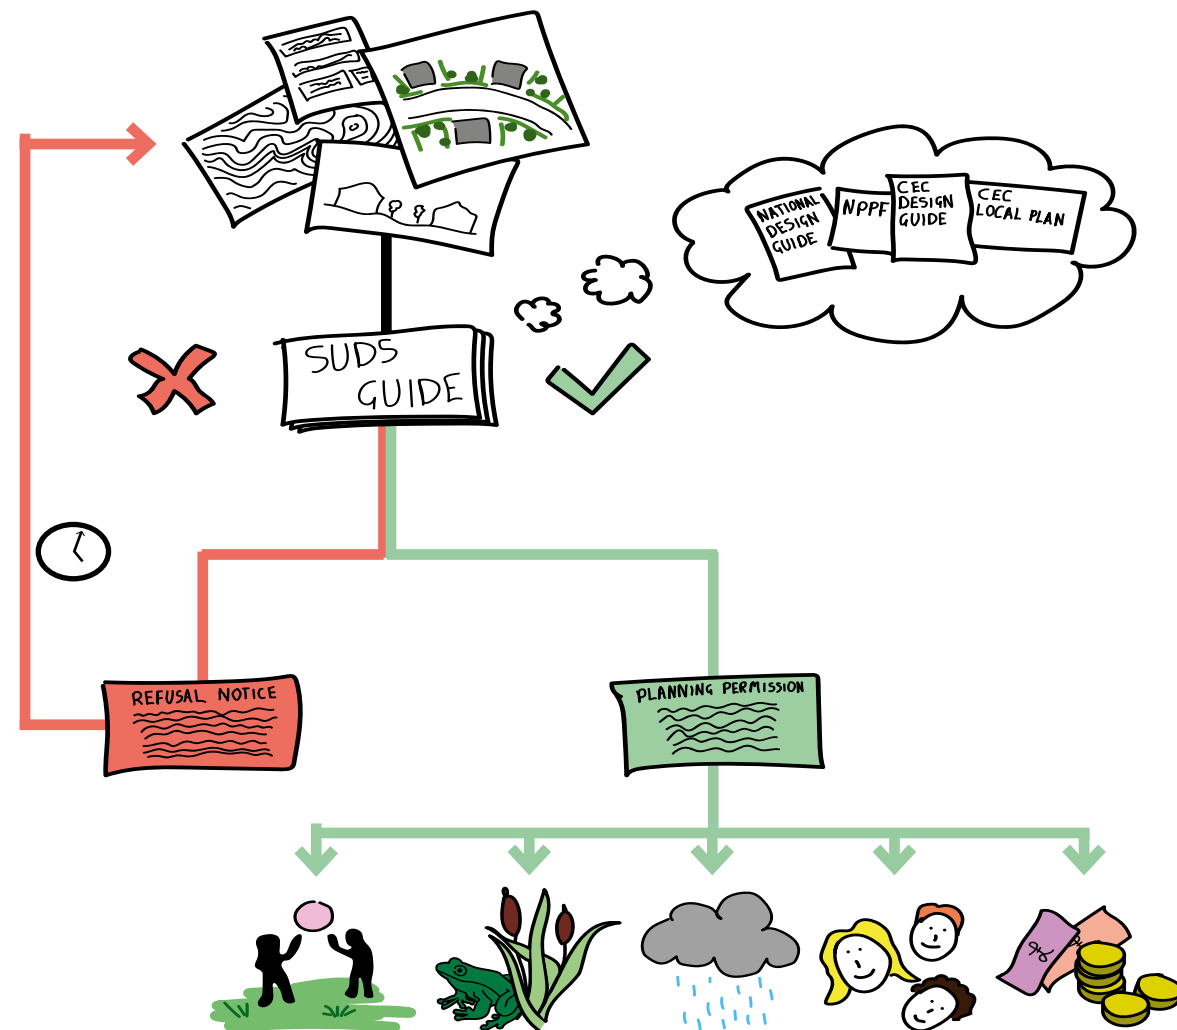 NATIONAL
DESIGN
GUIDE
NPPF
CEC
DESIGN
GUIDE
CEC
LOCAL PLAN
SUDS
GUIDE
REFUSAL NOTICE
PLANNING PERMISSION